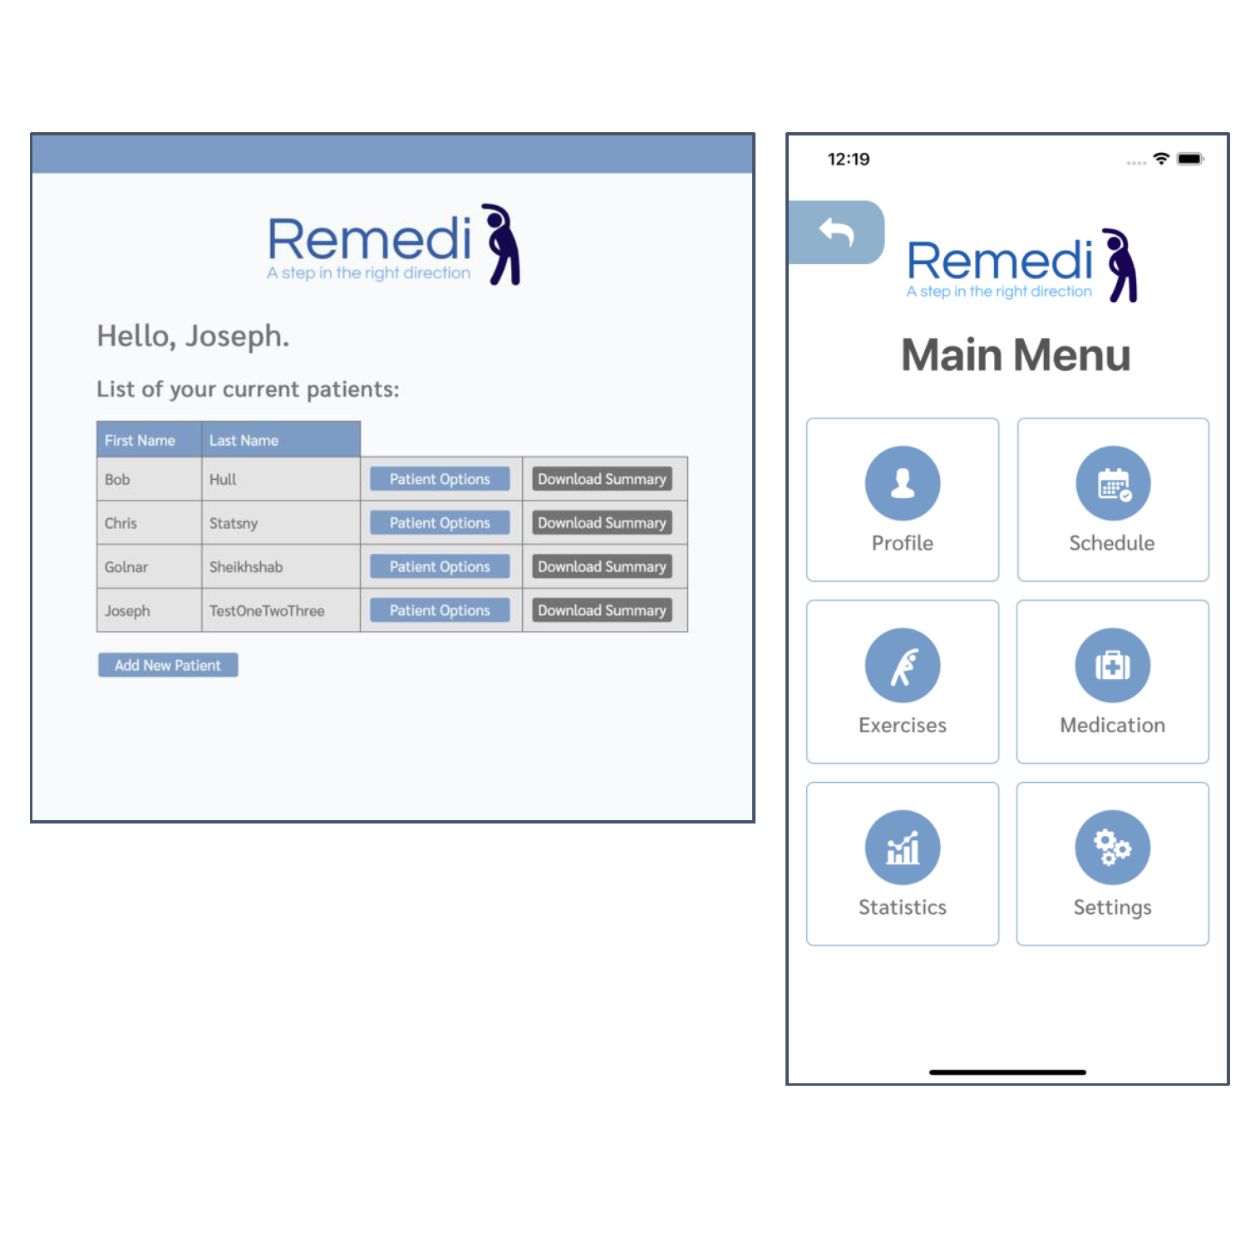 Remedi
A step in the right direction
Hello, Joseph.
List of your current patients:
First Name Last Name
Bob Hull Patient Options Download Summary
Chris Statsny Patient Options Download Summary
Golnar Sheikhshab Patient Options Download Summary
Joseph TestOneTwoThree Patient Options Download Summary
Add New Patient
12:19
Remedi
A step in the right direction
Main Menu
Profile Schedule
Exercises Medication
Statistics Settings